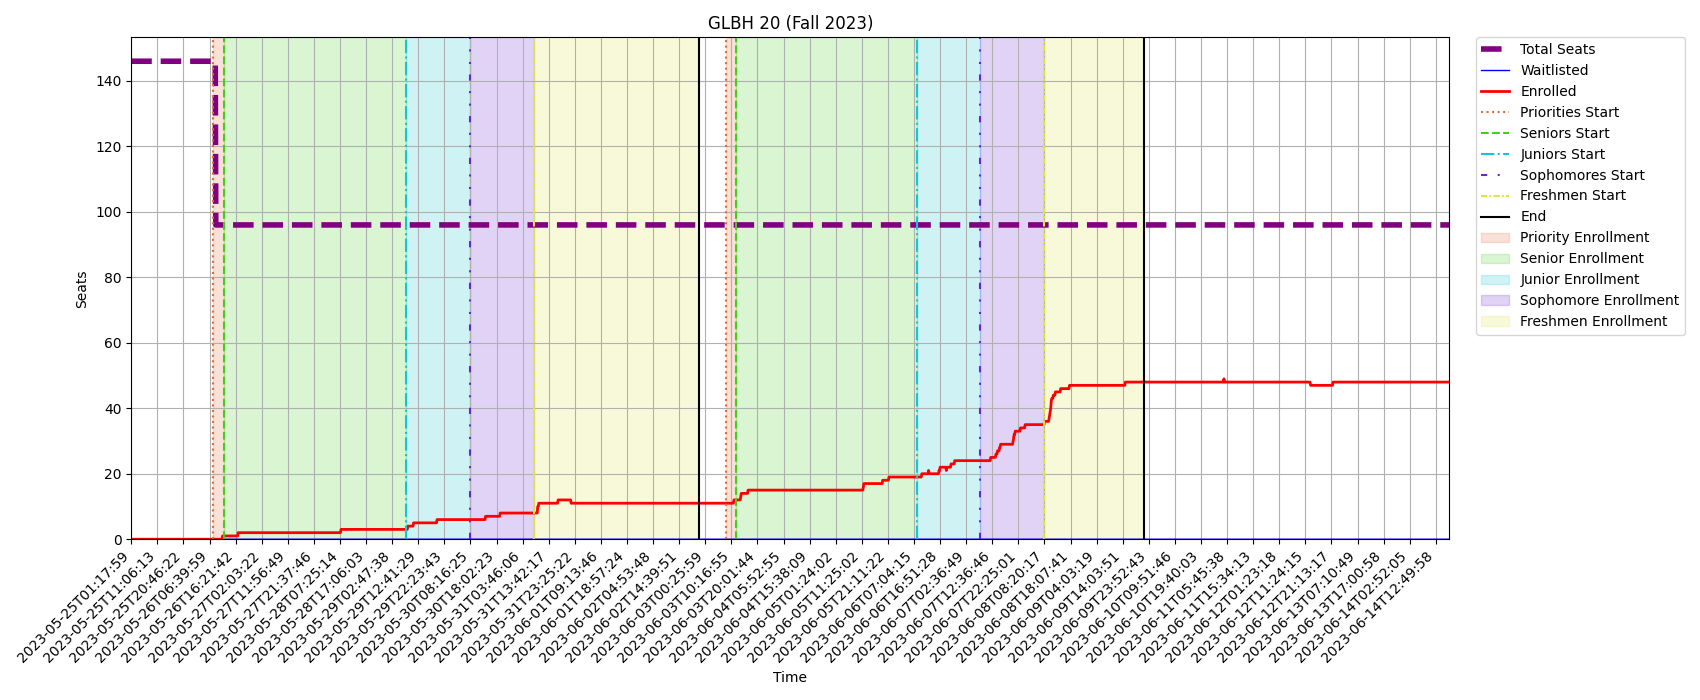 GLBH 20 (Fall 2023)
Seats
140
120
100
80
60
40
20
0
2023-05-25T01:17:59
2023-05-25T11:06:13
2023-05-25T20:46:22
2023-05-26T06:39:59
2023-05-26T16:21:42
2023-05-27T02:03:22
2023-05-27T11:56:49
2023-05-27T21:37:46
2023-05-28T07:25:14
2023-05-28T17:06:03
2023-05-29T02:47:38
2023-05-29T12:41:29
2023-05-29T22:23:43
2023-05-30T08:16:25
2023-05-30T18:02:23
2023-05-31T03:46:06
2023-05-31T13:42:17
2023-05-31T23:25:22
2023-06-01T09:13:46
2023-06-01T18:57:24
2023-06-02T04:53:48
2023-06-02T14:39:51
2023-06-03T00:25:59
2023-06-03T10:16:55
2023-06-03T20:01:44
2023-06-04T05:52:55
2023-06-04T15:38:09
2023-06-05T01:24:02
2023-06-05T11:25:02
2023-06-05T21:11:22
2023-06-06T07:04:15
2023-06-06T16:51:28
2023-06-07T02:36:49
2023-06-07T12:36:46
2023-06-07T22:25:01
2023-06-08T08:20:17
2023-06-08T18:07:41
2023-06-09T04:03:19
2023-06-09T14:03:51
2023-06-09T23:52:43
2023-06-10T09:51:46
2023-06-10T19:40:03
2023-06-11T05:45:38
2023-06-11T15:34:13
2023-06-12T01:23:18
2023-06-12T11:24:15
2023-06-12T21:13:17
2023-06-13T07:10:49
2023-06-13T17:00:58
2023-06-14T02:52:05
2023-06-14T12:49:58
Time
Total Seats
Waitlisted
Enrolled
Priorities Start
Seniors Start
Juniors Start
Sophomores Start
Freshmen Start
End
Priority Enrollment
Senior Enrollment
Junior Enrollment
Sophomore Enrollment
Freshmen Enrollment